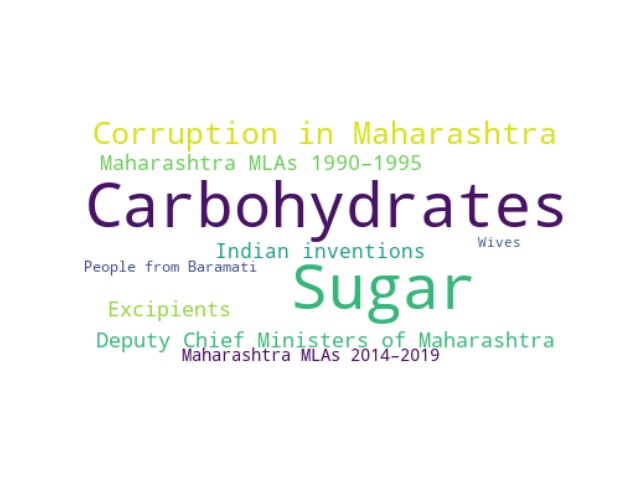 Corruption in Maharashtra
Maharashtra MLAs 1990–1995
Carbohydrates
Wives
Indian inventions
People from Baramati
Sugar
Excipients
Deputy Chief Ministers of Maharashtra
Maharashtra MLAs 2014–2019